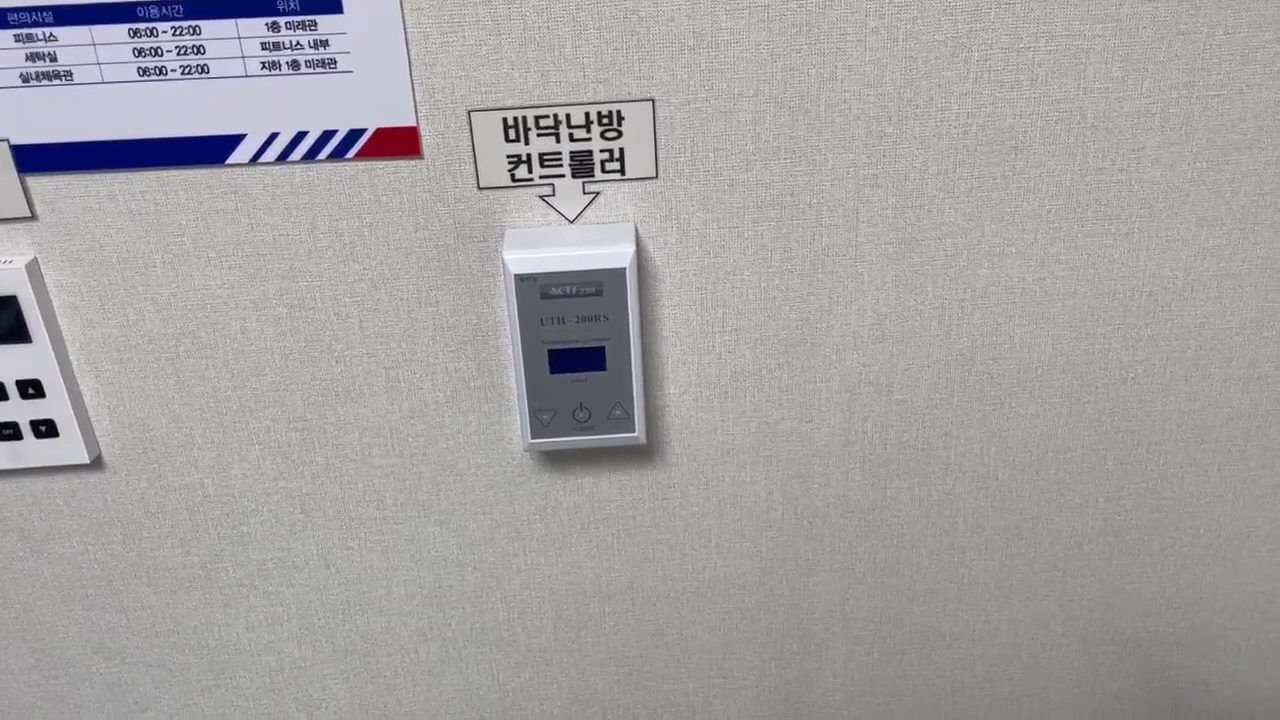 편의시설 이용시간 위치
피트니스 06:00 ~ 22:00 1층 미래관
세탁실 06:00 ~ 22:00 피트니스 내부
실내체육관 06:00 ~ 22:00 지하 1층 미래관
바닥난방
컨트롤러
UTH-200RS
OFF